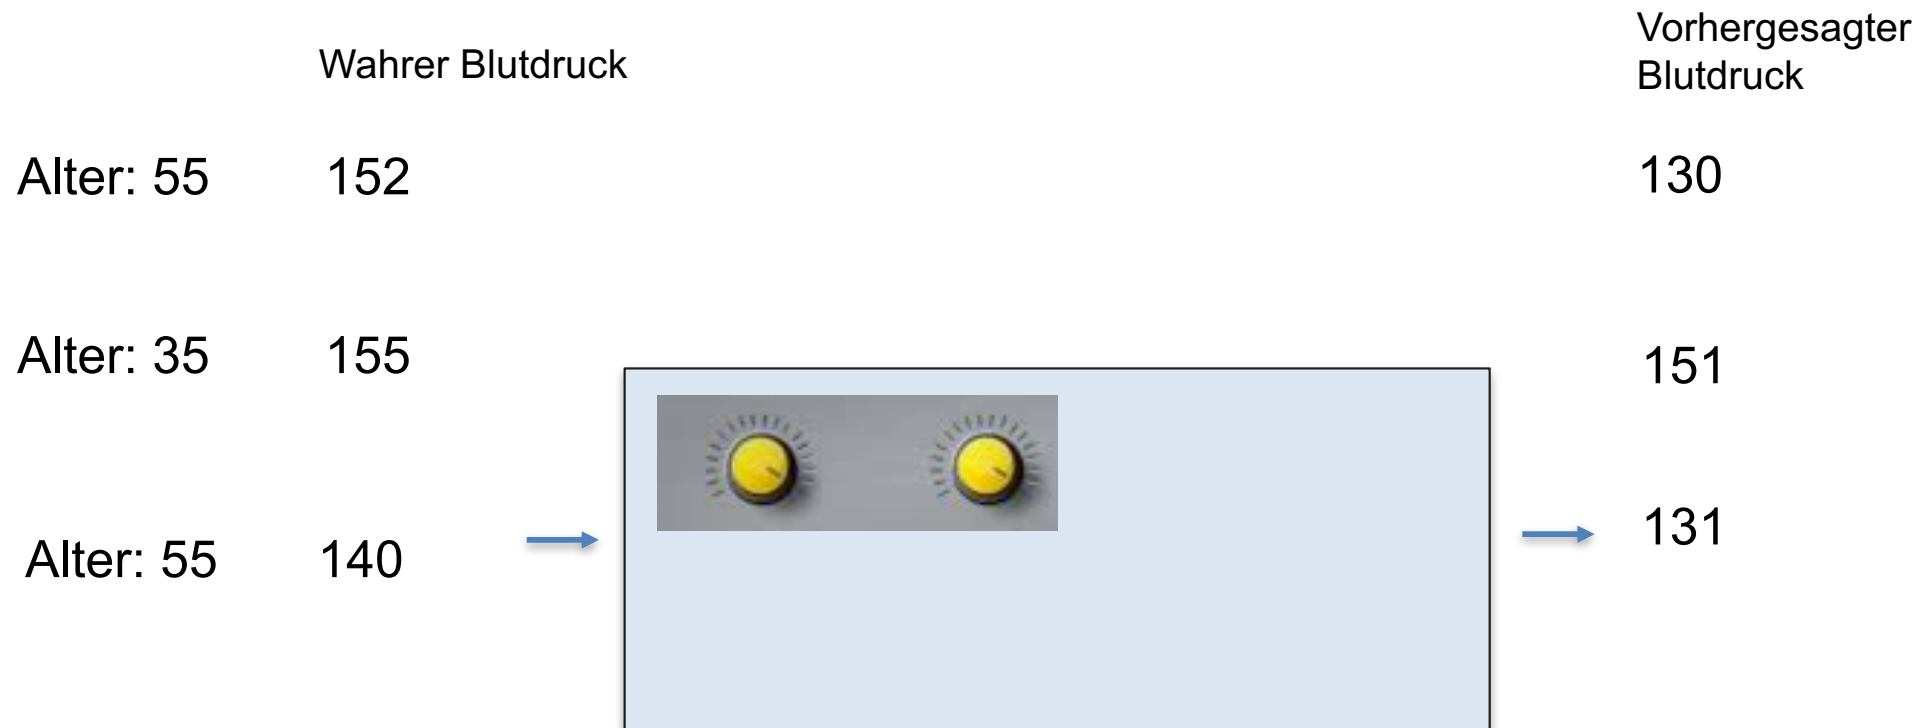 Wahrer Blutdruck
Vorhergesagter
Blutdruck
Alter: 55 152 130
Alter: 35 155 151
Alter: 55 140 131